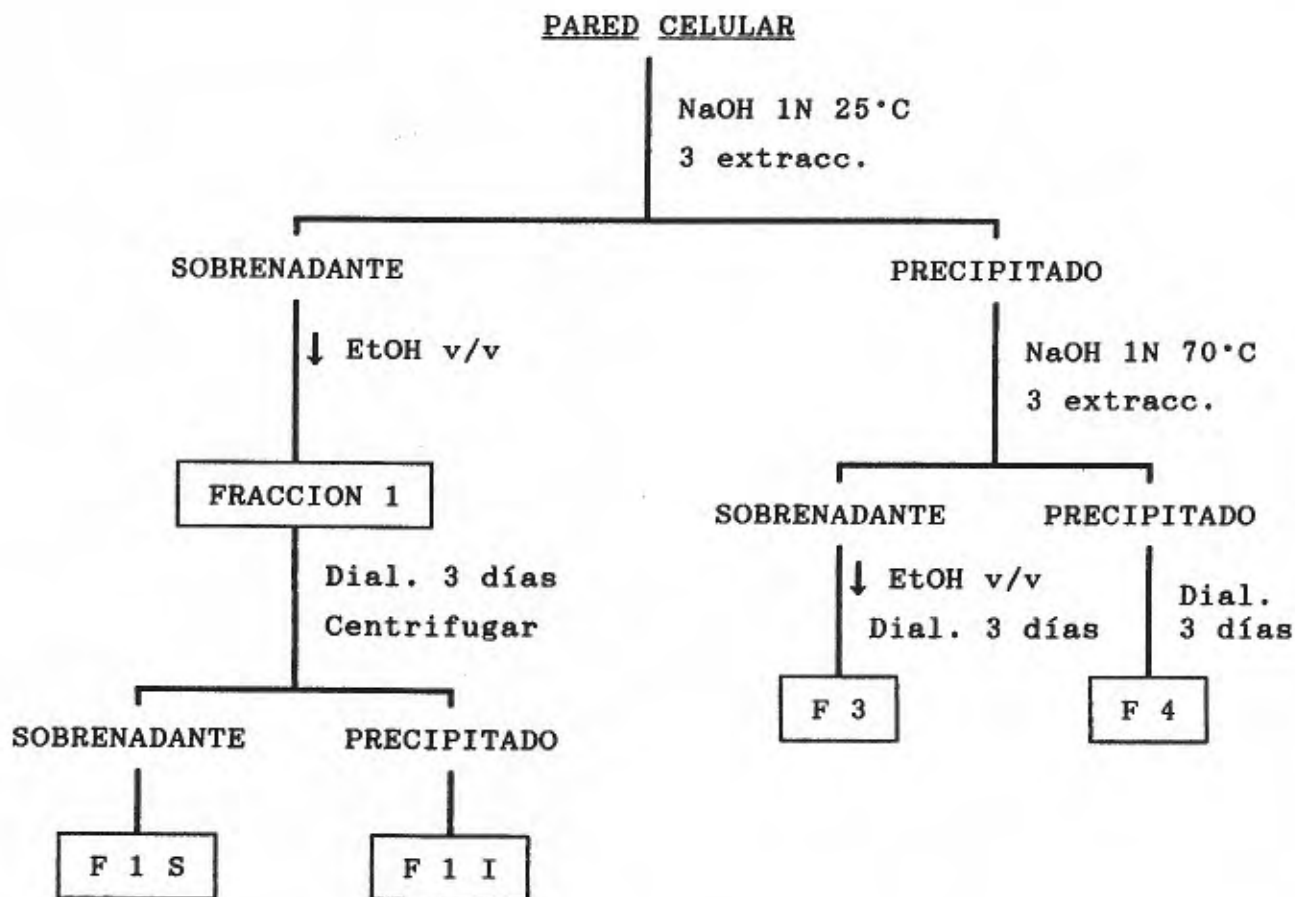 PARED CELULAR
NaOH 1N 25°C
3 extracc.
SOBRENADANTE
PRECIPITADO
↓ EtOH v/v
NaOH 1N 70°C
3 extracc.
FRACCION 1
SOBRENADANTE
PRECIPITADO
Dial. 3 días
Centrifugar
↓ EtOH v/v
Dial. 3 días
Dial.
3 días
F 3
F 4
SOBRENADANTE
PRECIPITADO
F 1 S
F 1 I